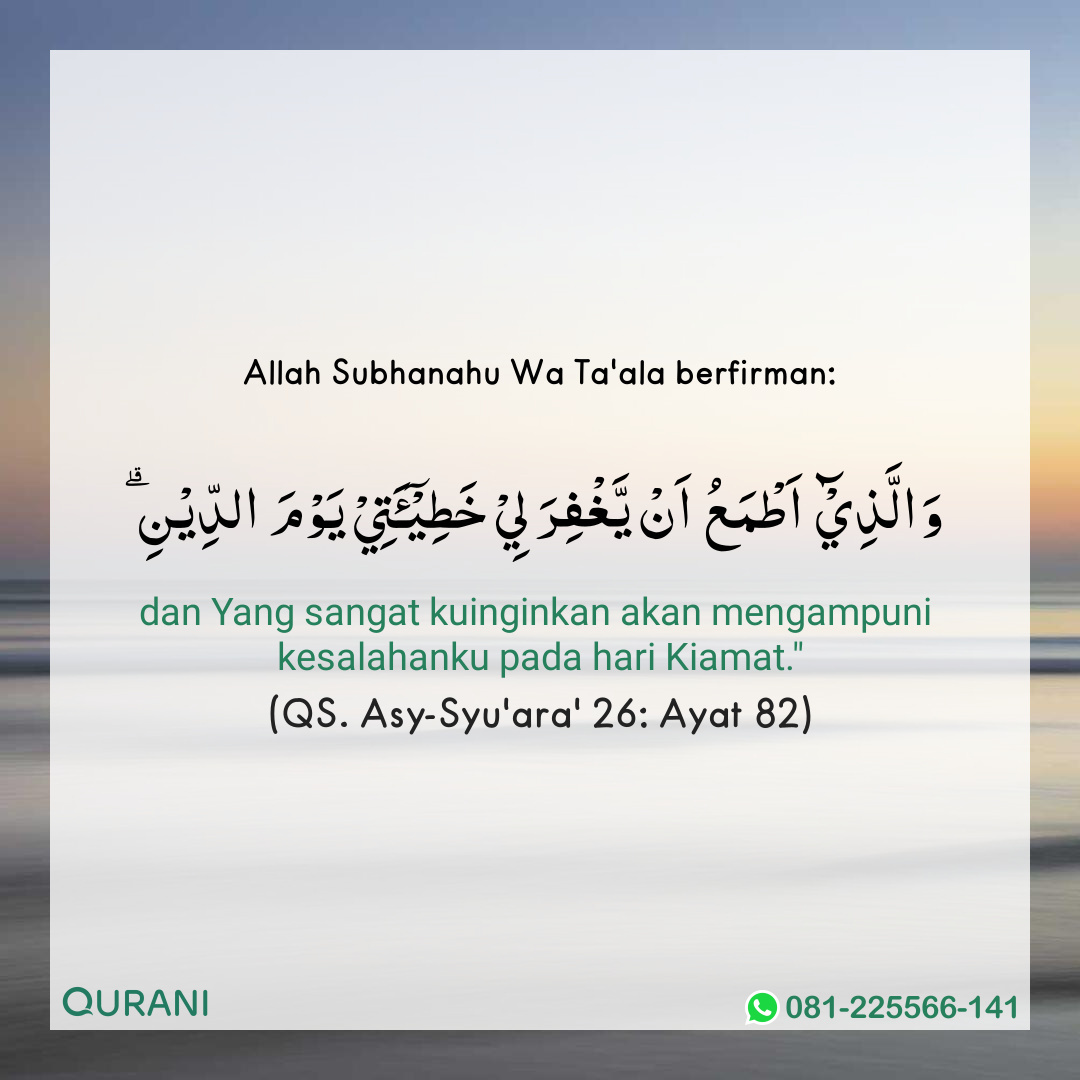 Allah Subhanahu Wa Ta'ala berfirman:
وَالَّذِيْٓ اَطْمَعُ اَنْ يَّغْفِرَ لِيْ خَطِيْۤـَٔتِيْ يَوْمَ الدِّيْنِ ۗ
dan Yang sangat kuinginkan akan mengampuni
kesalahanku pada hari Kiamat."
(QS. Asy-Syu'ara' 26: Ayat 82)
QURANI
081-225566-141